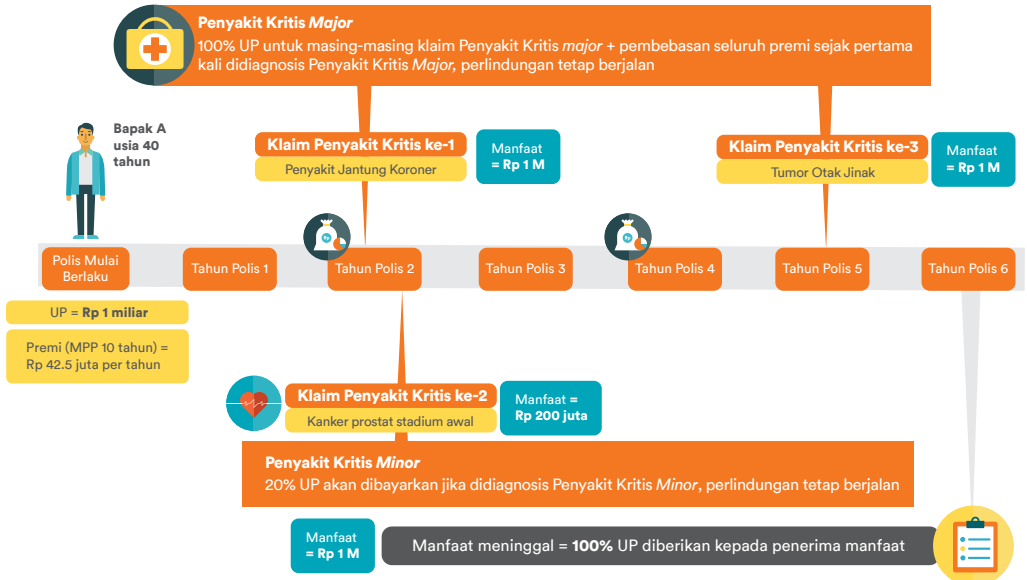 Penyakit Kritis Major
100% UP untuk masing-masing klaim Penyakit Kritis major + pembebasan seluruh premi sejak pertama
kali didiagnosis Penyakit Kritis Major, perlindungan tetap berjalan
Bapak A
usia 40
tahun
Klaim Penyakit Kritis ke-1
Penyakit Jantung Koroner
Manfaat
= Rp 1 M
Klaim Penyakit Kritis ke-3
Tumor Otak Jinak
Manfaat
= Rp 1 M
Polis Mulai
Berlaku
Tahun Polis 1
Tahun Polis 2
Tahun Polis 3
Tahun Polis 4
Tahun Polis 5
Tahun Polis 6
UP = Rp 1 miliar
Premi (MPP 10 tahun) =
Rp 42.5 juta per tahun
Klaim Penyakit Kritis ke-2
Kanker prostat stadium awal
Manfaat =
Rp 200 juta
Penyakit Kritis Minor
20% UP akan dibayarkan jika didiagnosis Penyakit Kritis Minor, perlindungan tetap berjalan
Manfaat
= Rp 1 M
Manfaat meninggal = 100% UP diberikan kepada penerima manfaat